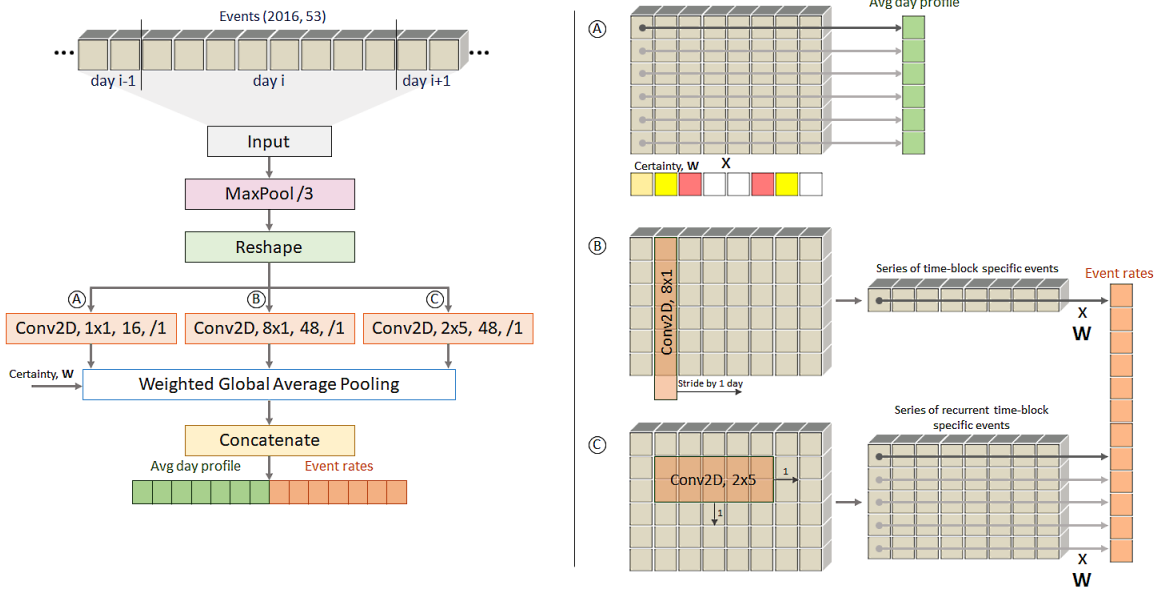 Events (2016, 53)
day i-1
day i
day i+1
Input
MaxPool /3
Reshape
A
B
C
Conv2D, 1x1, 16, /1
Conv2D, 8x1, 48, /1
Conv2D, 2x5, 48, /1
Certainty, W
Weighted Global Average Pooling
Concatenate
Avg day profile
Event rates
Avg day profile
A
Certainty, W
X
B
Conv2D, 8x1
Stride by 1 day
Series of time-block specific events
Event rates
X
W
C
Conv2D, 2x5
1
1
Series of recurrent time-block
specific events
X
W